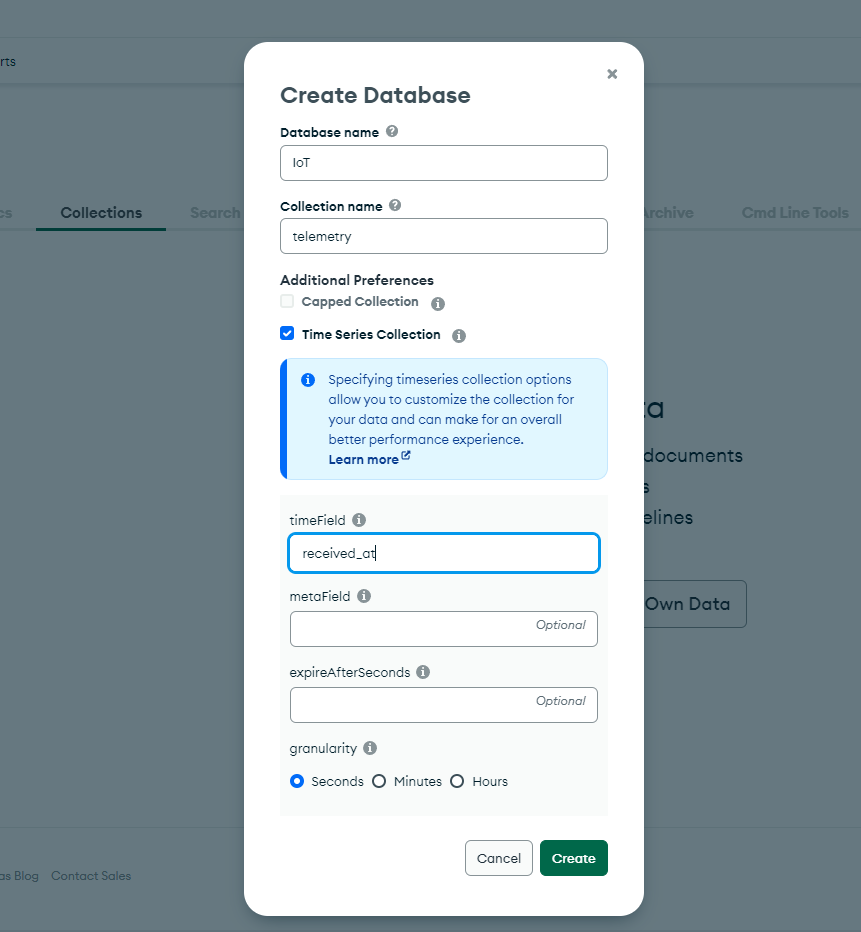 rts
Create Database
Database name
IoT
cs
Collections
Search
Archive
Cmd Line Tools
Collection name
telemetry
Additional Preferences
Capped Collection
Time Series Collection
Specifying timeseries collection options
allow you to customize the collection for
your data and can make for an overall
better performance experience.
Learn more
ta
documents
s
elines
timeField
received_at
metaField
Optional
Own Data
expireAfterSeconds
Optional
granularity
Seconds
Minutes
Hours
Cancel
Create
as Blog
Contact Sales